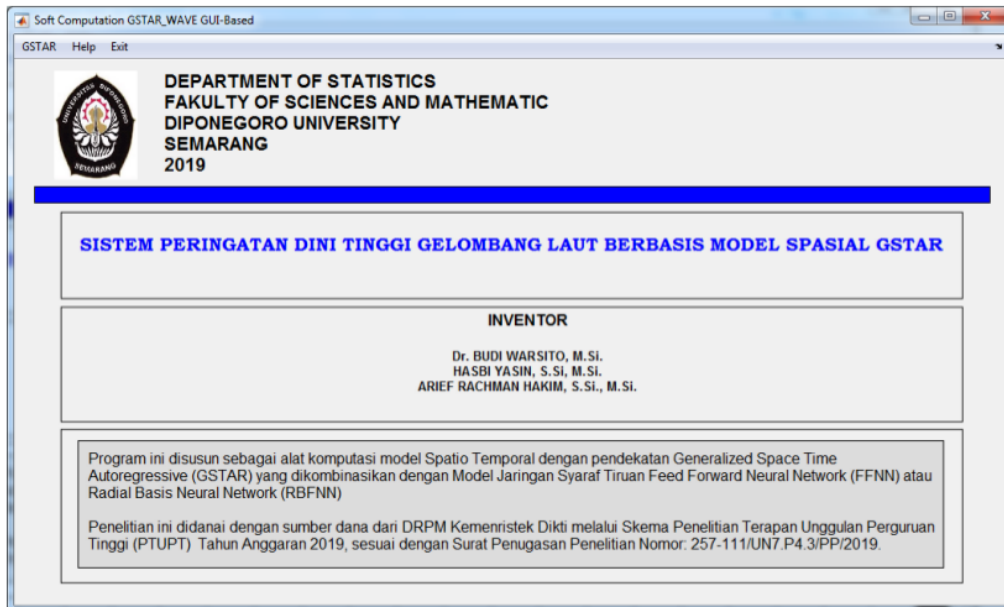 Soft Computation GSTAR_WAVE GUI-Based
GSTAR Help Exit
UNIVERSITAS DIPONEGORO
SEMARANG
DEPARTMENT OF STATISTICS
FAKULTY OF SCIENCES AND MATHEMATIC
DIPONEGORO UNIVERSITY
SEMARANG
2019
SISTEM PERINGATAN DINI TINGGI GELOMBANG LAUT BERBASIS MODEL SPASIAL GSTAR
INVENTOR
Dr. BUDI WARSITO, M.Si.
HASBI YASIN, S.Si, M.Si.
ARIEF RACHMAN HAKIM, S.Si., M.Si.
Program ini disusun sebagai alat komputasi model Spatio Temporal dengan pendekatan Generalized Space Time
Autoregressive (GSTAR) yang dikombinasikan dengan Model Jaringan Syaraf Tiruan Feed Forward Neural Network (FFNN) atau
Radial Basis Neural Network (RBFNN)
Penelitian ini didanai dengan sumber dana dari DRPM Kemenristek Dikti melalui Skema Penelitian Terapan Unggulan Perguruan
Tinggi (PTUPT) Tahun Anggaran 2019, sesuai dengan Surat Penugasan Penelitian Nomor: 257-111/UN7.P4.3/PP/2019.